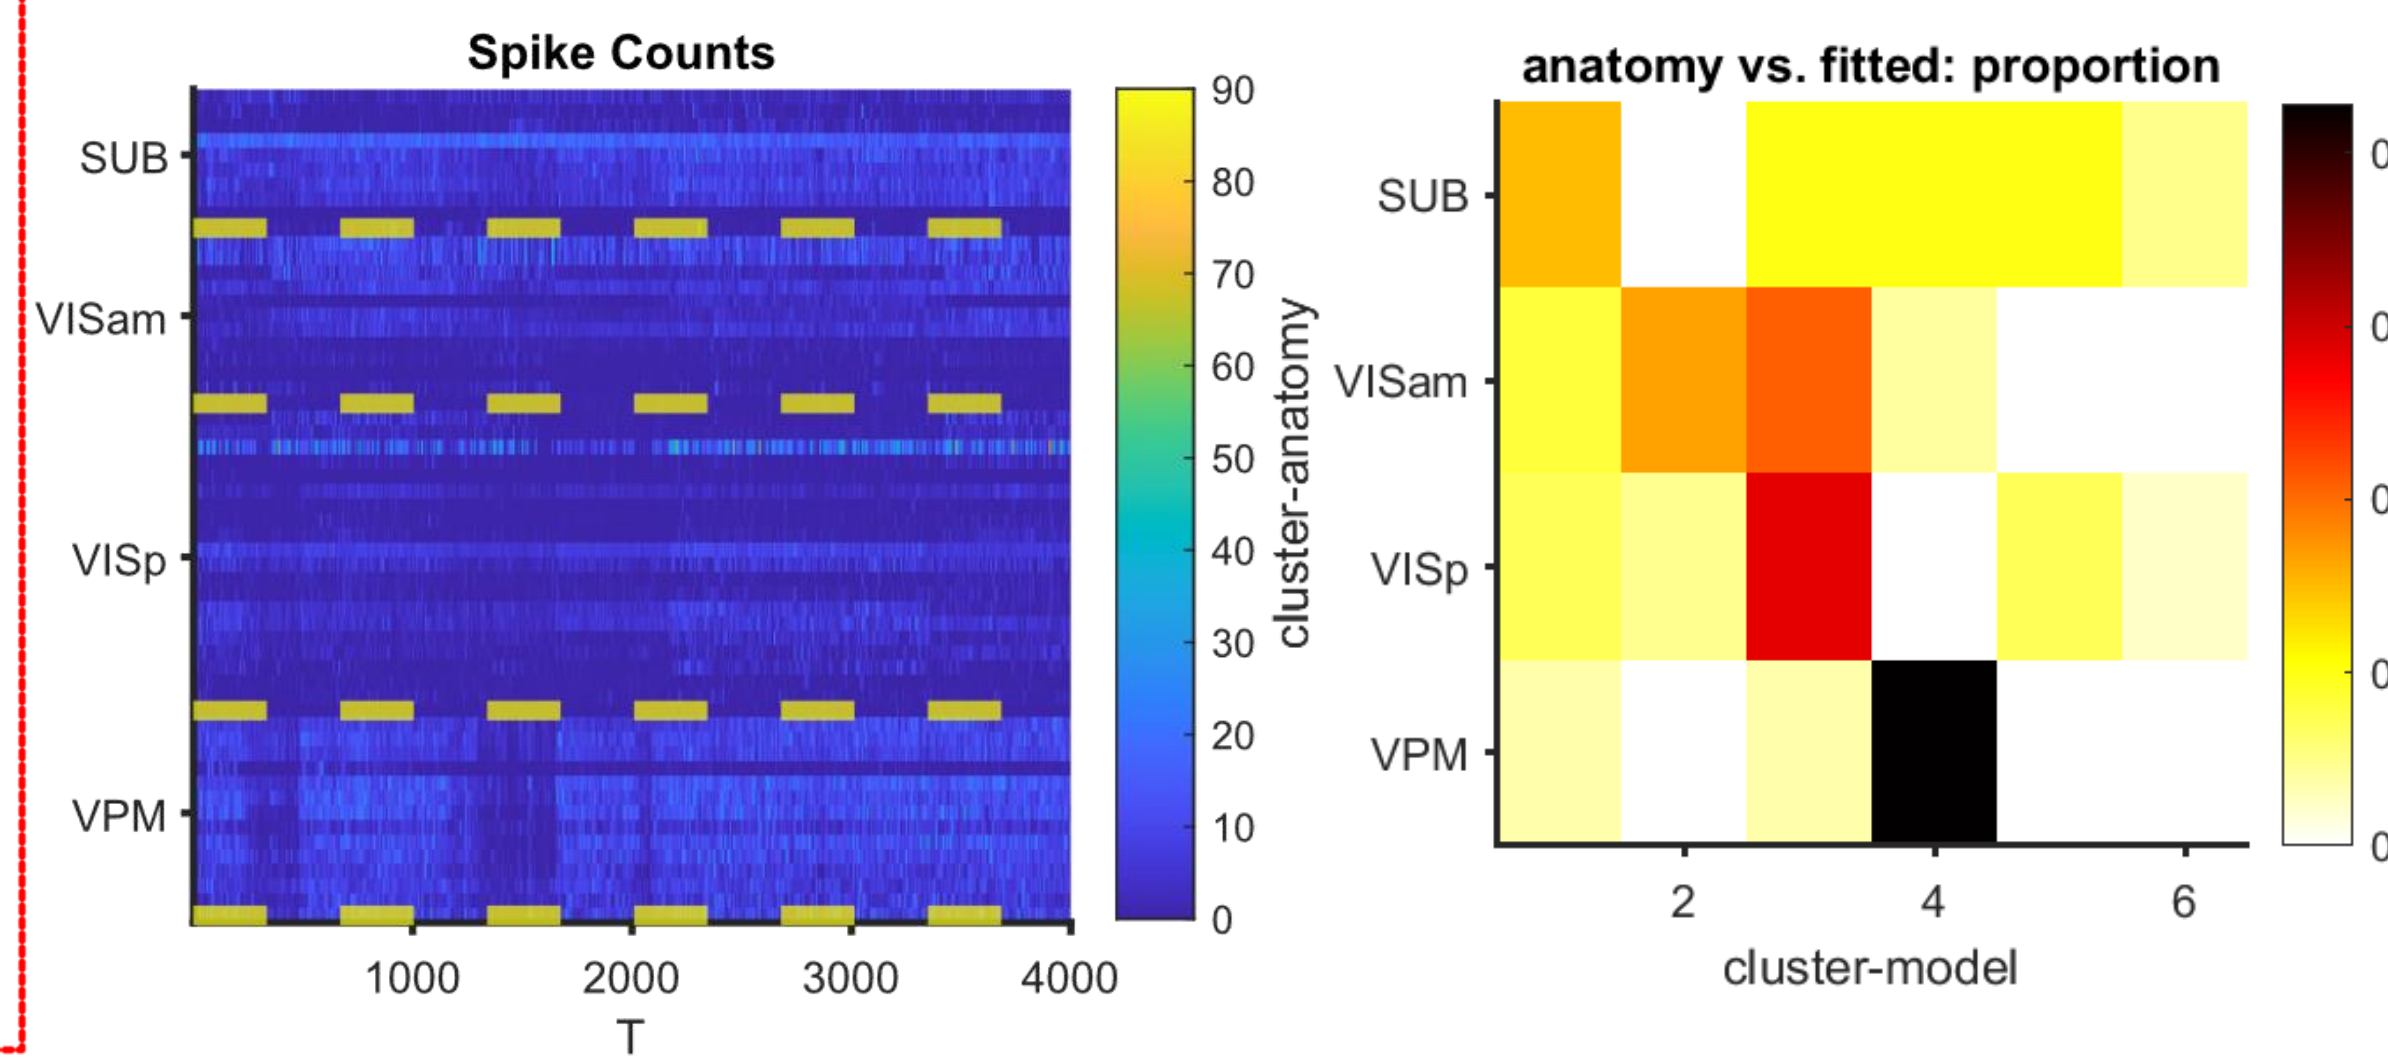 Spike Counts
SUB
VISam
VISp
VPM
1000 2000 3000 4000
T
90
80
70
60
50
40
30
20
10
0
anatomy vs. fitted: proportion
cluster-anatomy
SUB
VISam
VISp
VPM
2 4 6
cluster-model